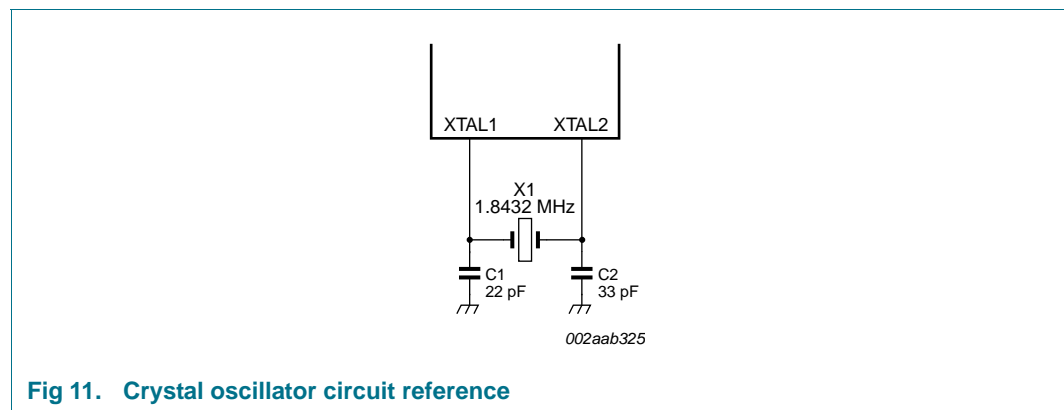 XTAL1 XTAL2
X1
1.8432 MHz
C1
22 pF
C2
33 pF
002aab325
Fig 11. Crystal oscillator circuit reference